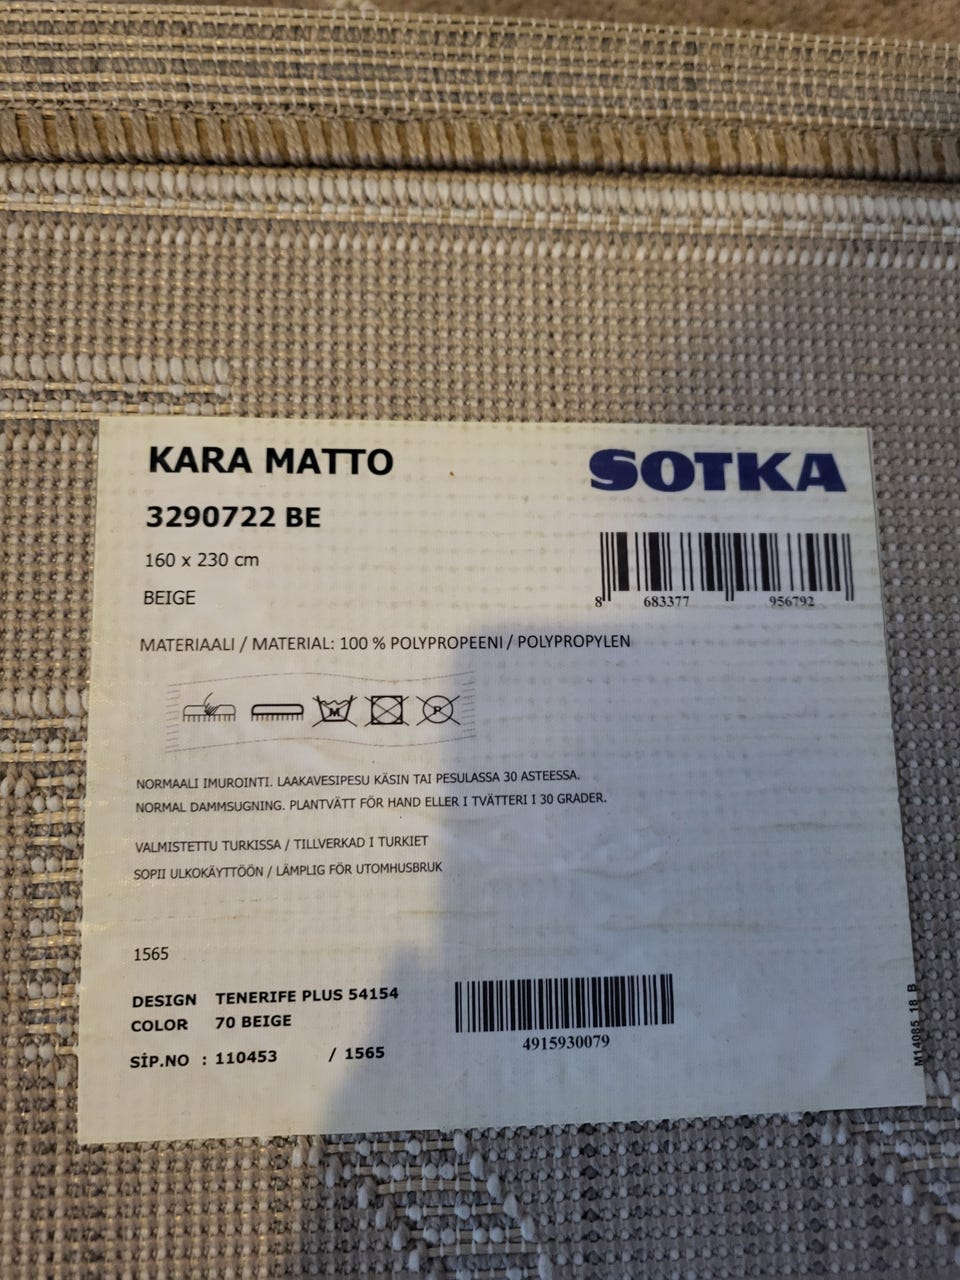 KARA MATTO
SOTKA
3290722 BE
160 x 230 cm
BEIGE
8 683377 956792
MATERIAALI / MATERIAL: 100 % POLYPROPEENI / POLYPROPYLEN
M
P
NORMAALI IMUROINTI. LAAKAVESIPESU KÄSIN TAI PESULASSA 30 ASTEESSA.
NORMAL DAMMSUGNING. PLANTVÄTT FÖR HAND ELLER I TVÄTTERI I 30 GRADER.
VALMISTETTU TURKISSA / TILLVERKAD I TURKIET
SOPII ULKOKÄYTTÖÖN / LÄMPLIG FÖR UTOMHUSBRUK
1565
DESIGN TENERIFE PLUS 54154
COLOR 70 BEIGE
SİP.NO : 110453 / 1565
4915930079
M14085 18 B